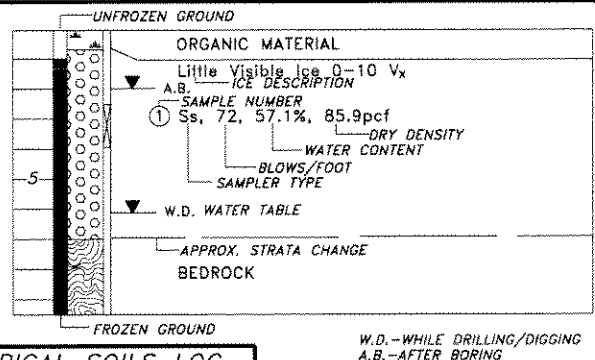 UNFROZEN GROUND
ORGANIC MATERIAL
Little Visible Ice 0-10 Vx
ICE DESCRIPTION
A.B.
SAMPLE NUMBER
1 Ss, 72, 57.1%, 85.9pcf
DRY DENSITY
WATER CONTENT
BLOWS/FOOT
5
SAMPLER TYPE
W.D. WATER TABLE
APPROX. STRATA CHANGE
BEDROCK
FROZEN GROUND
W.D.-WHILE DRILLING/DIGGING
SOILS LOG
A.B.-AFTER BORING